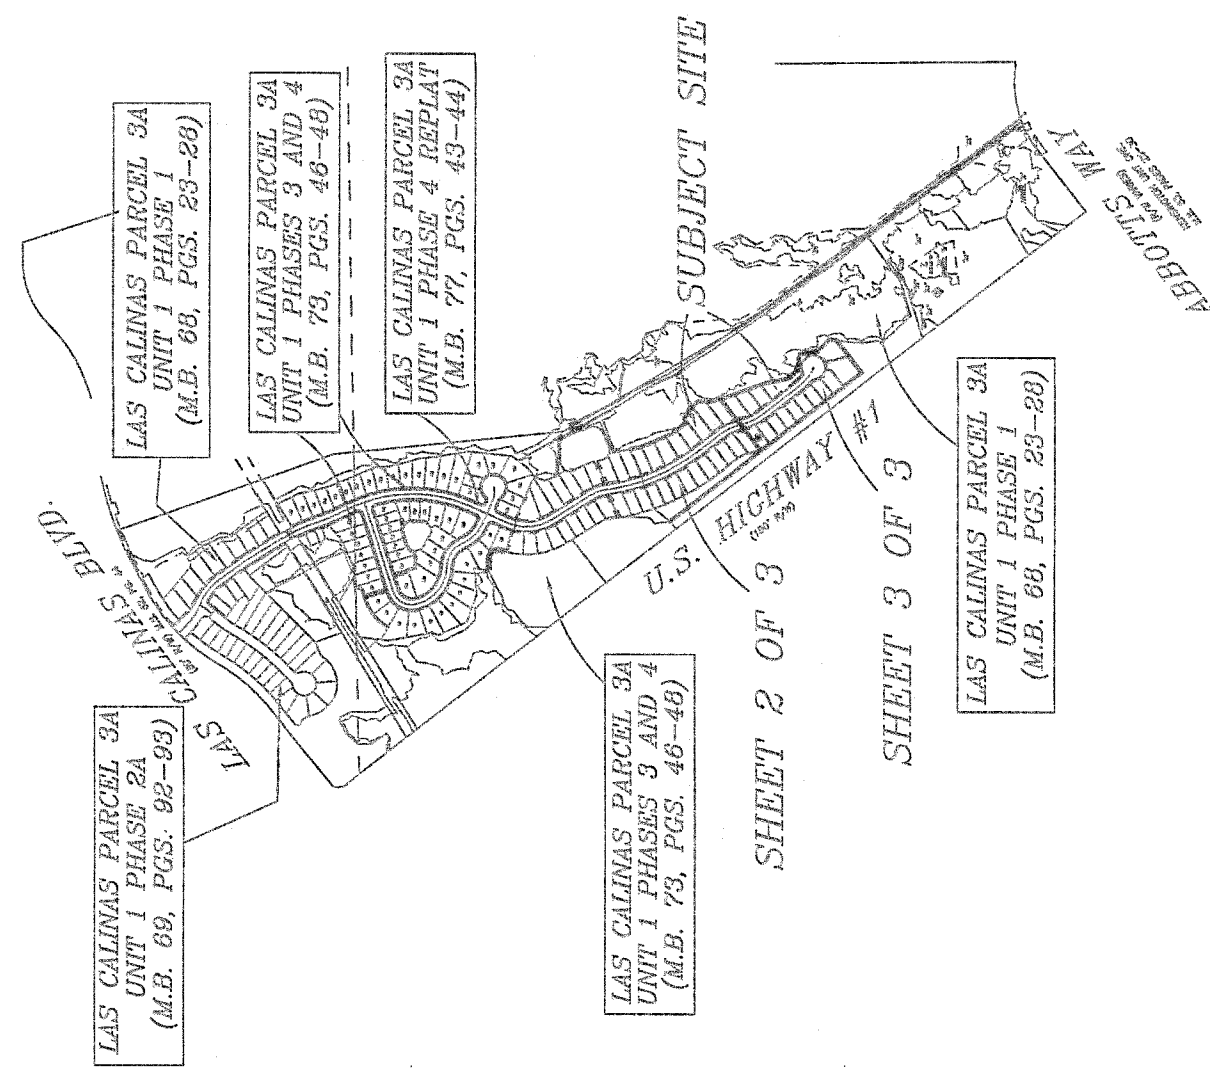 LAS CALINAS PARCEL 3A
UNIT 1 PHASE 1
(M.B. 68, PGS. 23-28)
LAS CALINAS PARCEL 3A
UNIT 1 PHASES 3 AND 4
(M.B. 73, PGS. 46-48)
LAS CALINAS PARCEL 3A
UNIT 1 PHASE 4 REPLAT
(M.B. 77, PGS. 43-44)
SUBJECT SITE
ABBOTTS WAY
LAS CALINAS BLVD.
U.S. HIGHWAY #1
LAS CALINAS PARCEL 3A
UNIT 1 PHASE 2A
(M.B. 69, PGS. 92-93)
LAS CALINAS PARCEL 3A
UNIT 1 PHASES 3 AND 4
(M.B. 73, PGS. 46-48)
SHEET 2 OF 3
SHEET 3 OF 3
LAS CALINAS PARCEL 3A
UNIT 1 PHASE 1
(M.B. 68, PGS. 23-28)